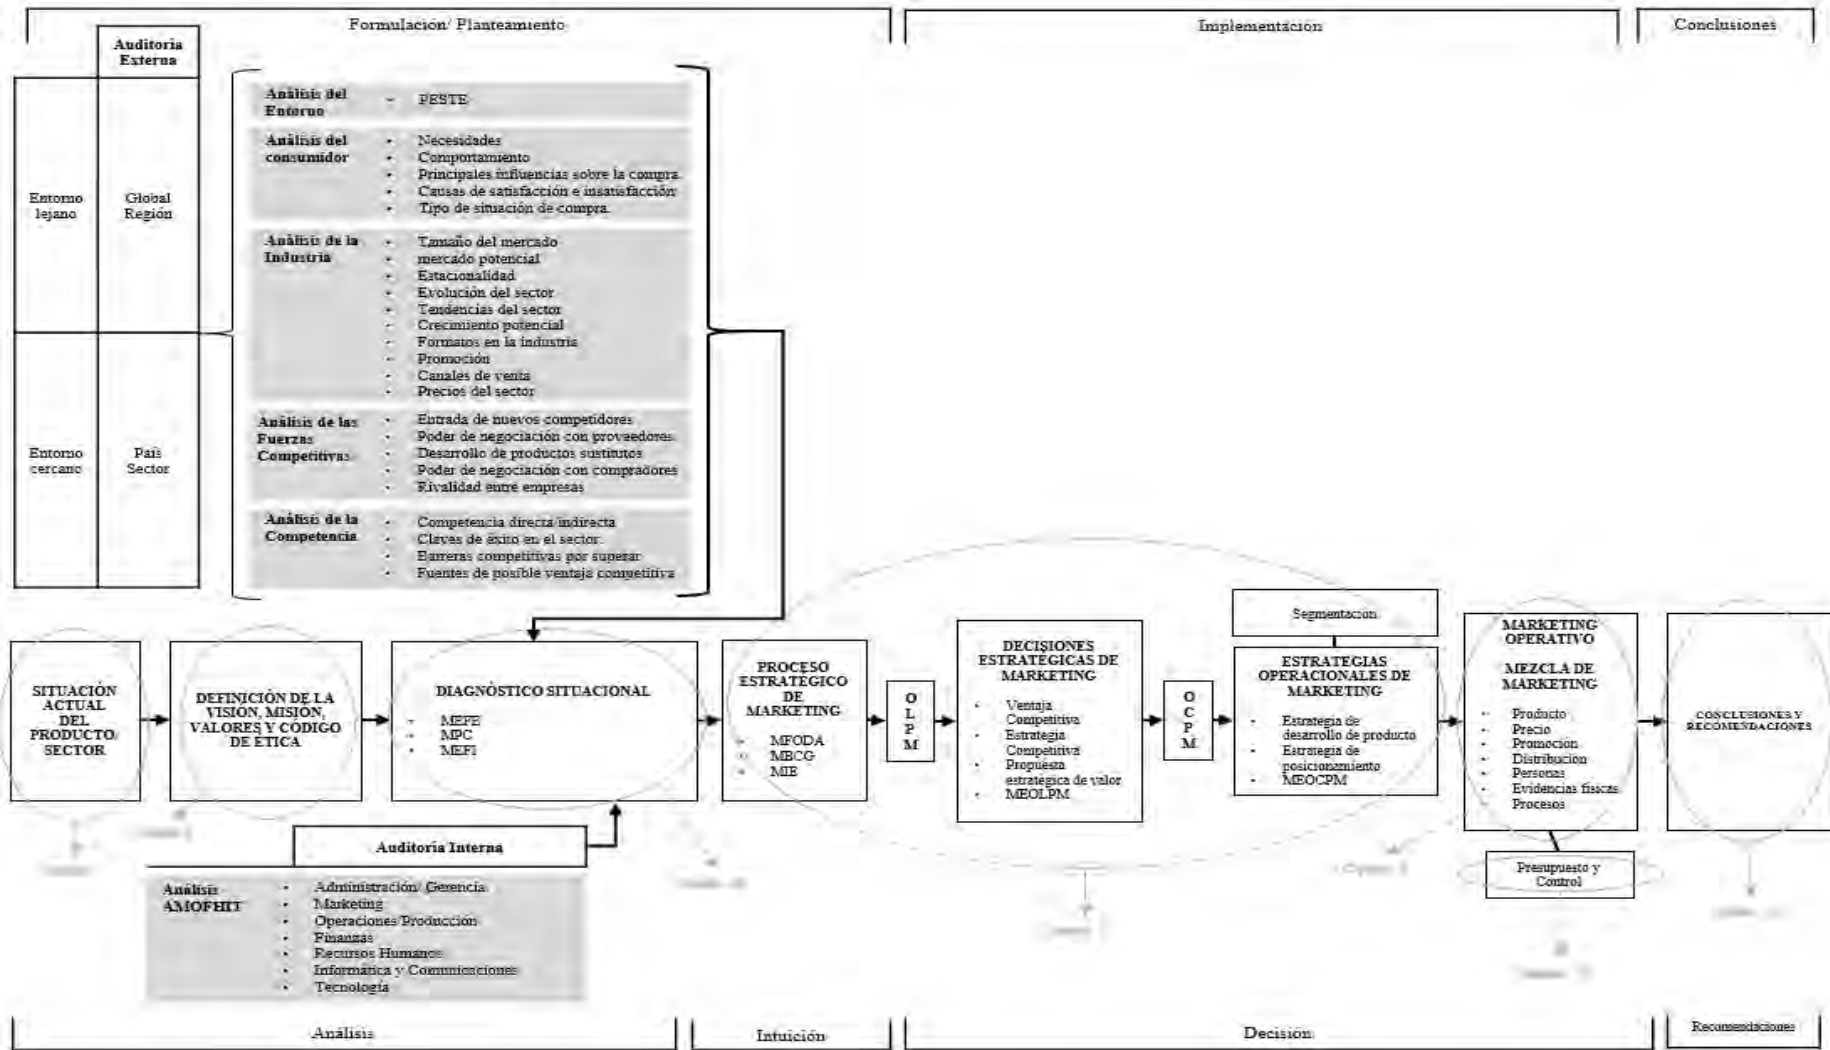 Formulación/ Planteamiento
Implementación
Conclusiones
Auditoria
Externa
Entorno
lejano
Global
Región
Entorno
cercano
País
Sector
Análisis del
Entorno
- PESTE
Análisis del
consumidor
- Necesidades
- Comportamiento
- Principales influencias sobre la compra.
- Causas de satisfacción e insatisfacción
- Tipo de situación de compra.
Análisis de la
Industria
- Tamaño del mercado
- mercado potencial
- Estacionalidad
- Evolución del sector
- Tendencias del sector
- Crecimiento potencial
- Formatos en la industria
- Promoción
- Canales de venta
- Precios del sector
Análisis de las
Fuerzas
Competitivas
- Entrada de nuevos competidores
- Poder de negociación con proveedores
- Desarrollo de productos sustitutos
- Poder de negociación con compradores
- Rivalidad entre empresas
Análisis de la
Competencia
- Competencia directa/indirecta
- Claves de éxito en el sector.
- Barreras competitivas por superar
- Fuentes de posible ventaja competitiva
SITUACIÓN
ACTUAL
DEL
PRODUCTO/
SECTOR
DEFINICIÓN DE LA
VISIÓN, MISIÓN,
VALORES Y CÓDIGO
DE ÉTICA
DIAGNÓSTICO SITUACIONAL
- MEFE
- MPC
- MEFI
PROCESO
ESTRATÉGICO
DE
MARKETING
- MFODA
- MBCG
- MIE
O
L
P
M
DECISIONES
ESTRATÉGICAS DE
MARKETING
- Ventaja
Competitiva
- Estrategia
Competitiva
- Propuesta
estratégica de valor
- MEOLPM
O
C
P
M
Segmentación
ESTRATEGIAS
OPERACIONALES DE
MARKETING
- Estrategia de
desarrollo de producto
- Estrategia de
posicionamiento
- MEOCPM
MARKETING
OPERATIVO
MEZCLA DE
MARKETING
- Producto
- Precio
- Promoción
- Distribución
- Personas
- Evidencias físicas
- Procesos
Presupuesto y
Control
CONCLUSIONES Y
RECOMENDACIONES
Auditoria Interna
Análisis
AMOFHIT
- Administración/ Gerencia
- Marketing
- Operaciones/Producción
- Finanzas
- Recursos Humanos
- Informática y Comunicaciones
- Tecnología
Análisis
Intuición
Decisión
Recomendaciones